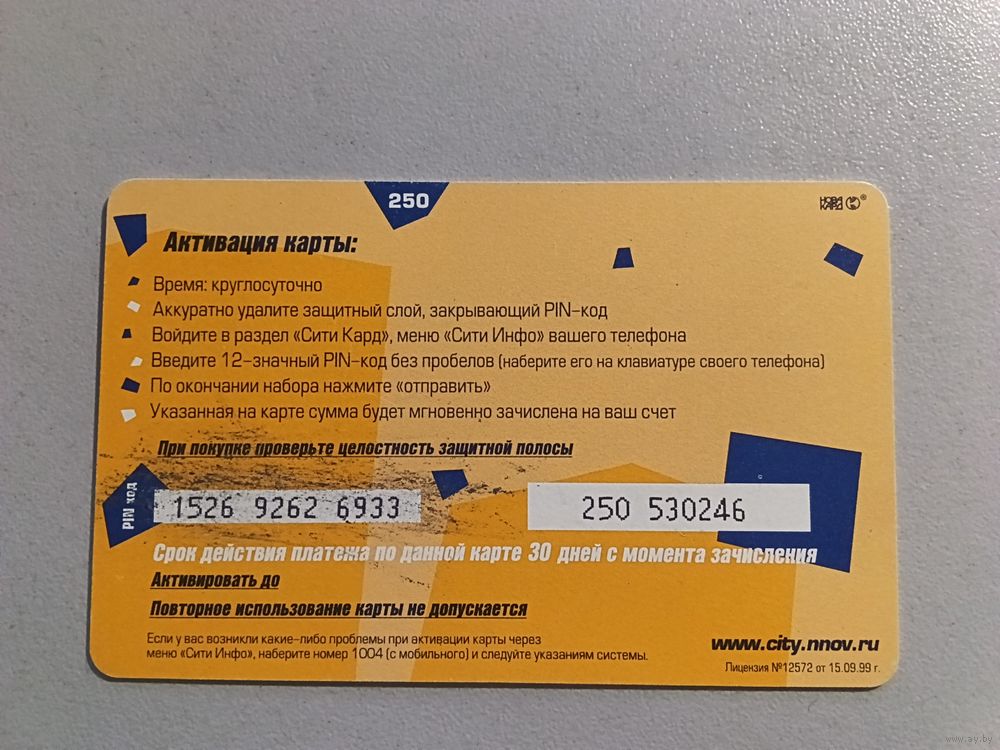 250
НОВА КАРД ®
Активация карты:
Время: круглосуточно
Аккуратно удалите защитный слой, закрывающий PIN-код
Войдите в раздел «Сити Кард», меню «Сити Инфо» вашего телефона
Введите 12-значный PIN-код без пробелов (наберите его на клавиатуре своего телефона)
По окончании набора нажмите «отправить»
Указанная на карте сумма будет мгновенно зачислена на ваш счет
При покупке проверьте целостность защитной полосы
PIN код
1526 9262 6933
250 530246
Срок действия платежа по данной карте 30 дней с момента зачисления
Активировать до
Повторное использование карты не допускается
Если у вас возникли какие-либо проблемы при активации карты через
меню «Сити Инфо», наберите номер 1004 (с мобильного) и следуйте указаниям системы.
www.city.nnov.ru
Лицензия №12572 от 15.09.99 г.
www.ay.by